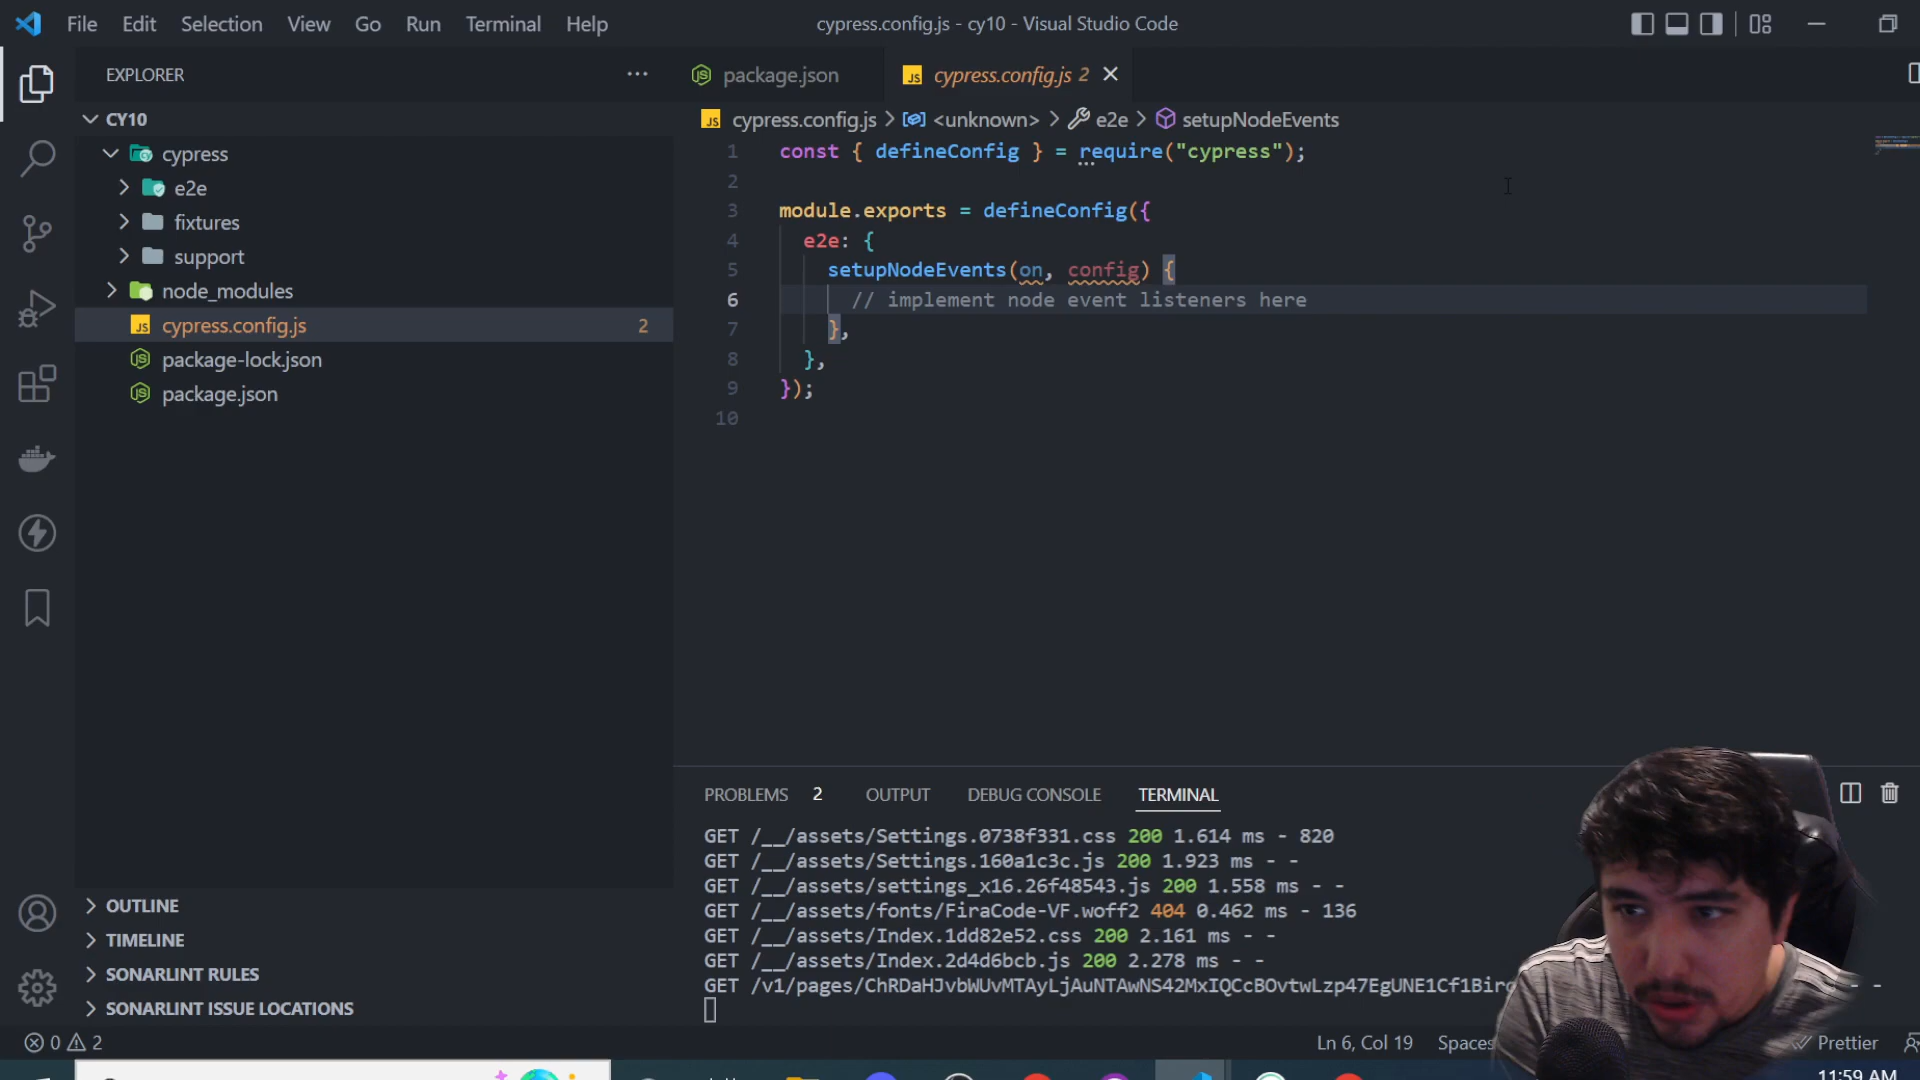 File Edit Selection View Go Run Terminal Help
cypress.config.js - cy10 - Visual Studio Code
EXPLORER
CY10
cypress
e2e
fixtures
support
node_modules
cypress.config.js 2
package-lock.json
package.json
OUTLINE
TIMELINE
SONARLINT RULES
SONARLINT ISSUE LOCATIONS
package.json
cypress.config.js 2
cypress.config.js > <unknown> > e2e > setupNodeEvents
1 const { defineConfig } = require("cypress");
2
3 module.exports = defineConfig({
4 e2e: {
5 setupNodeEvents(on, config) {
6 // implement node event listeners here
7 },
8 },
9 });
10
PROBLEMS 2 OUTPUT DEBUG CONSOLE TERMINAL
GET /__/assets/Settings.0738f331.css 200 1.614 ms - 820
GET /__/assets/Settings.160a1c3c.js 200 1.923 ms - -
GET /__/assets/settings_x16.26f48543.js 200 1.558 ms - -
GET /__/assets/fonts/FiraCode-VF.woff2 404 0.462 ms - 136
GET /__/assets/Index.1dd82e52.css 200 2.161 ms - -
GET /__/assets/Index.2d4d6bcb.js 200 2.278 ms - -
GET /v1/pages/ChRDaHJvbWUvMTAyLjAuNTAwNS42MxIQCcBOvtwLzp47EgUNE1Cf1Biro - -
0 2
Ln 6, Col 19 Spaces Prettier
11:59 AM